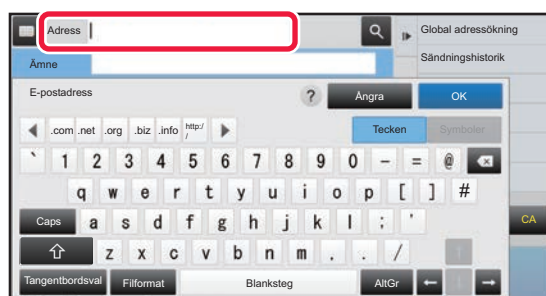 Adress
Global adressökning
Ämne
Sändningshistorik
E-postadress ? Ångra OK
.com .net .org .biz .info http:// Tecken Symboler
` 1 2 3 4 5 6 7 8 9 0 - = @
q w e r t y u i o p [ ] #
Caps a s d f g h j k l ; ' CA
z x c v b n m . . /
Tangentbordsval Filformat Blanksteg AltGr